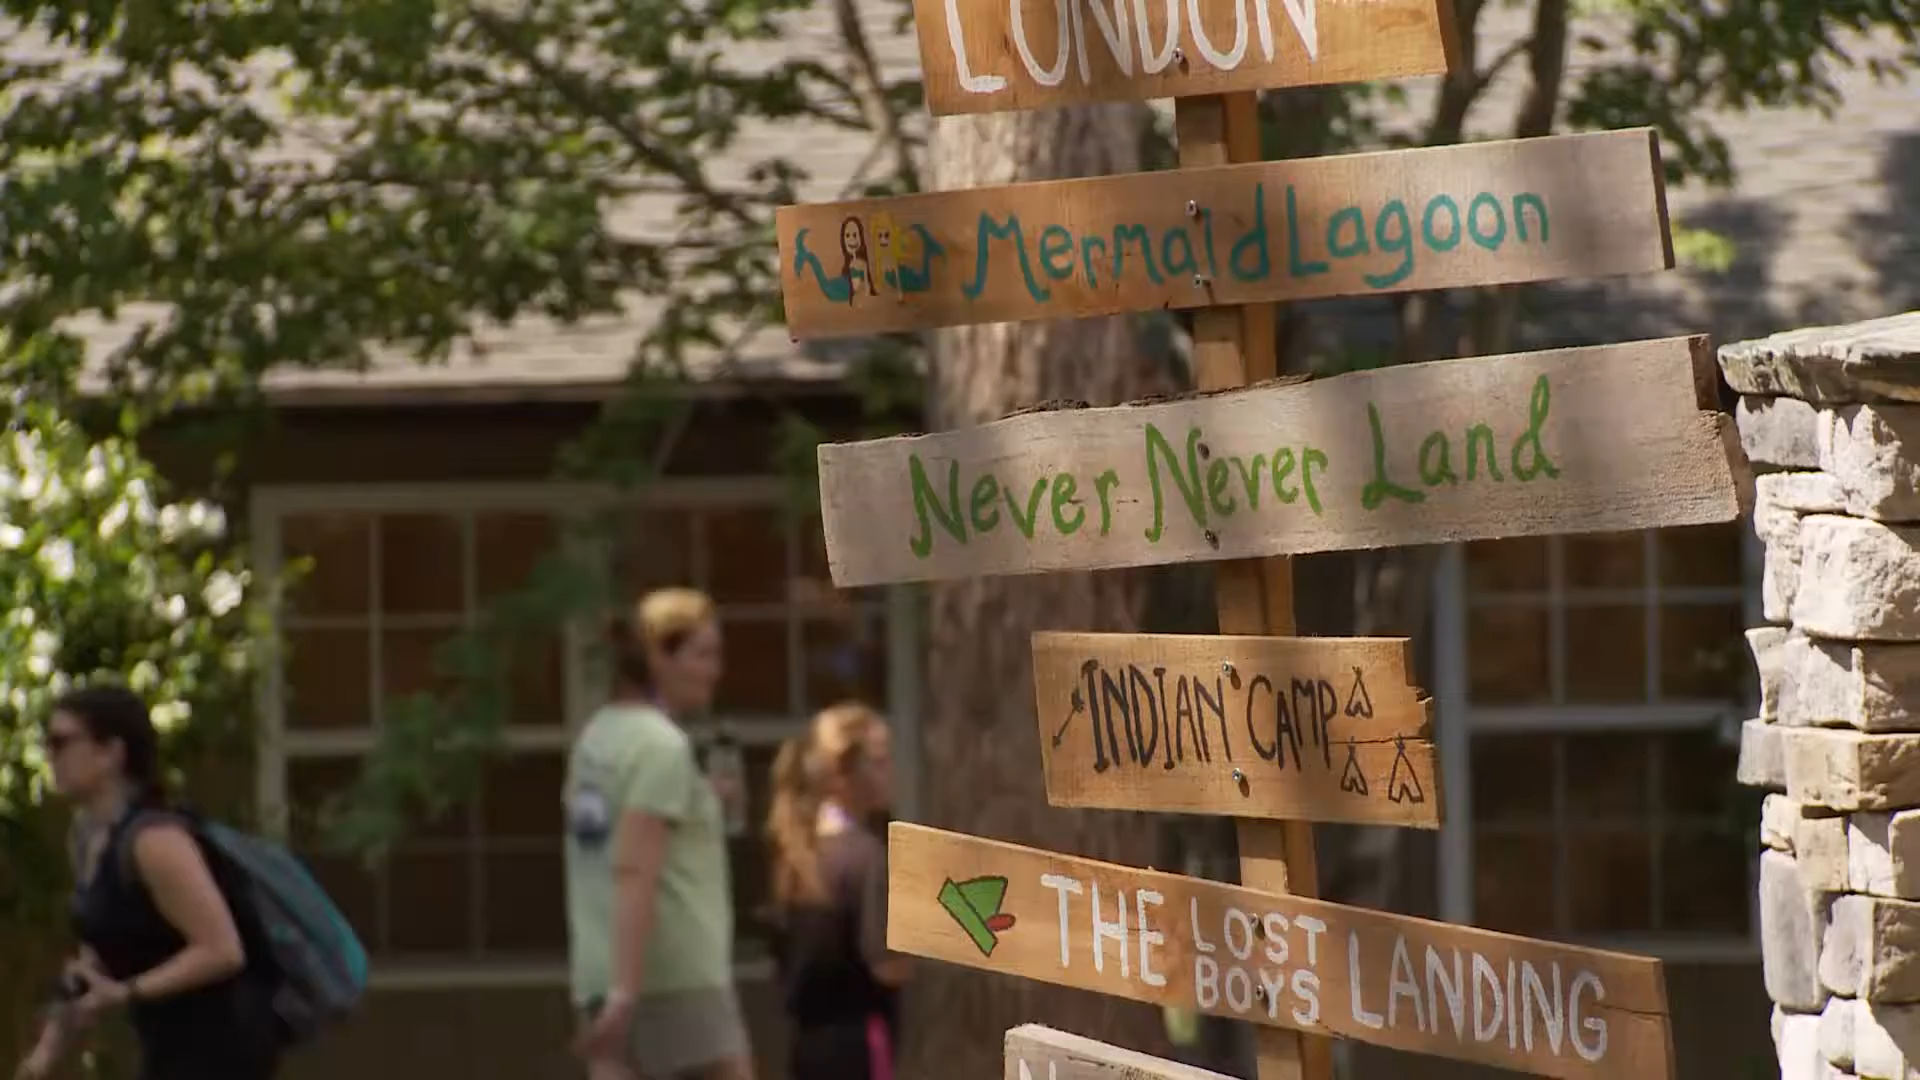 LONDON
Mermaid Lagoon
Never Never Land
INDIAN CAMP
THE LOST BOYS LANDING